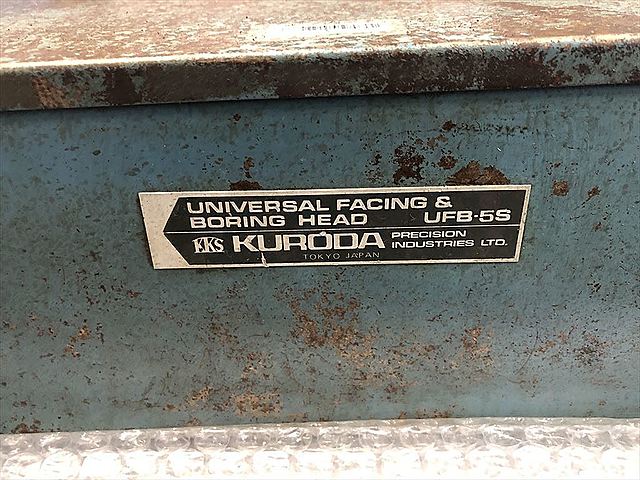 UNIVERSAL FACING &
BORING HEAD UFB-5S
KKS KURODA PRECISION
INDUSTRIES LTD.
TOKYO JAPAN